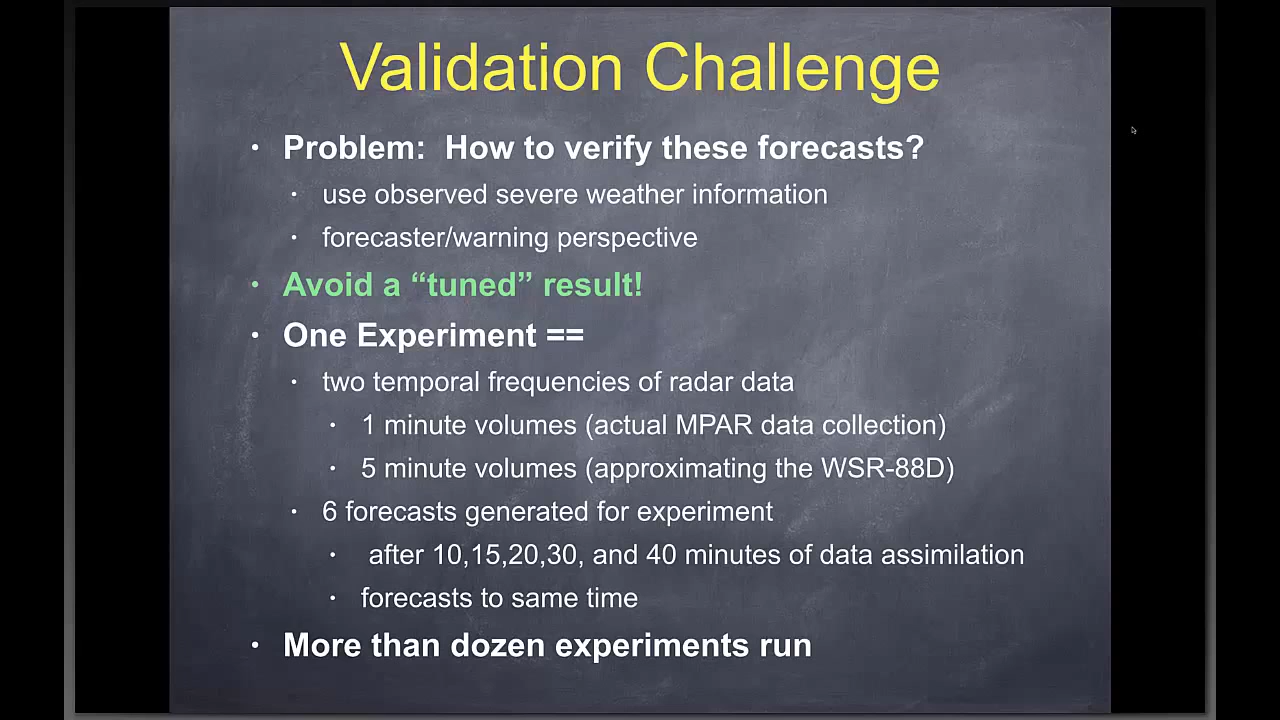 Validation Challenge
• Problam: How to verify these forecasts?
• use observed severe weather information
• forecaster/warning perspective
• Avoid a “tuned” result!
• One Experiment ==
• two temporal frequencies of radar data
• 1 minute volumes (actual MPAR data collection)
• 5 minute volumes (approximating the WSR-88D)
• 6 forecasts generated for experiment
• after 10,15,20,30, and 40 minutes of data assimilation
• forecasts to same time
• More than dozen experiments run